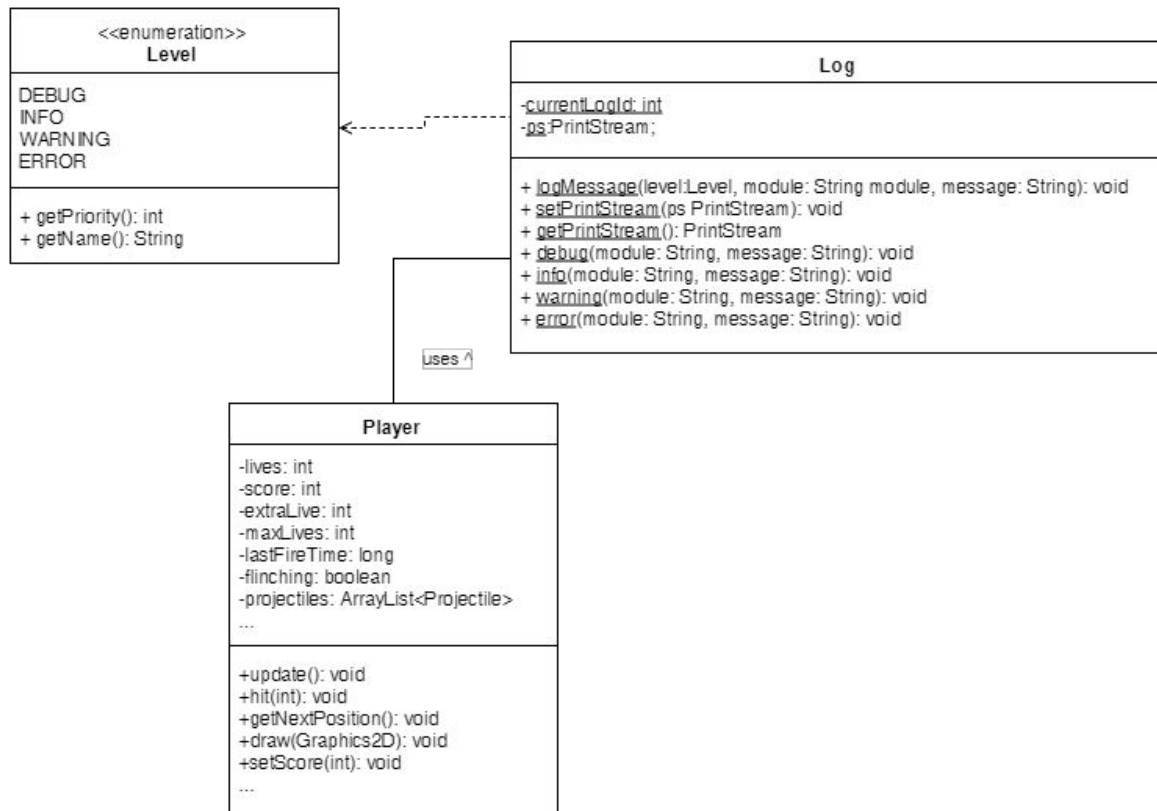 <<enumeration>>
Level
DEBUG
INFO
WARNING
ERROR
+ getPriority(): int
+ getName(): String
Log
-currentLogId: int
-ps:PrintStream;
+ logMessage(level:Level, module: String module, message: String): void
+ setPrintStream(ps PrintStream): void
+ getPrintStream(): PrintStream
+ debug(module: String, message: String): void
+ info(module: String, message: String): void
+ warning(module: String, message: String): void
+ error(module: String, message: String): void
uses ^
Player
-lives: int
-score: int
-extraLive: int
-maxLives: int
-lastFireTime: long
-flinching: boolean
-projectiles: ArrayList<Projectile>
...
+update(): void
+hit(int): void
+getNextPosition(): void
+draw(Graphics2D): void
+setScore(int): void
...